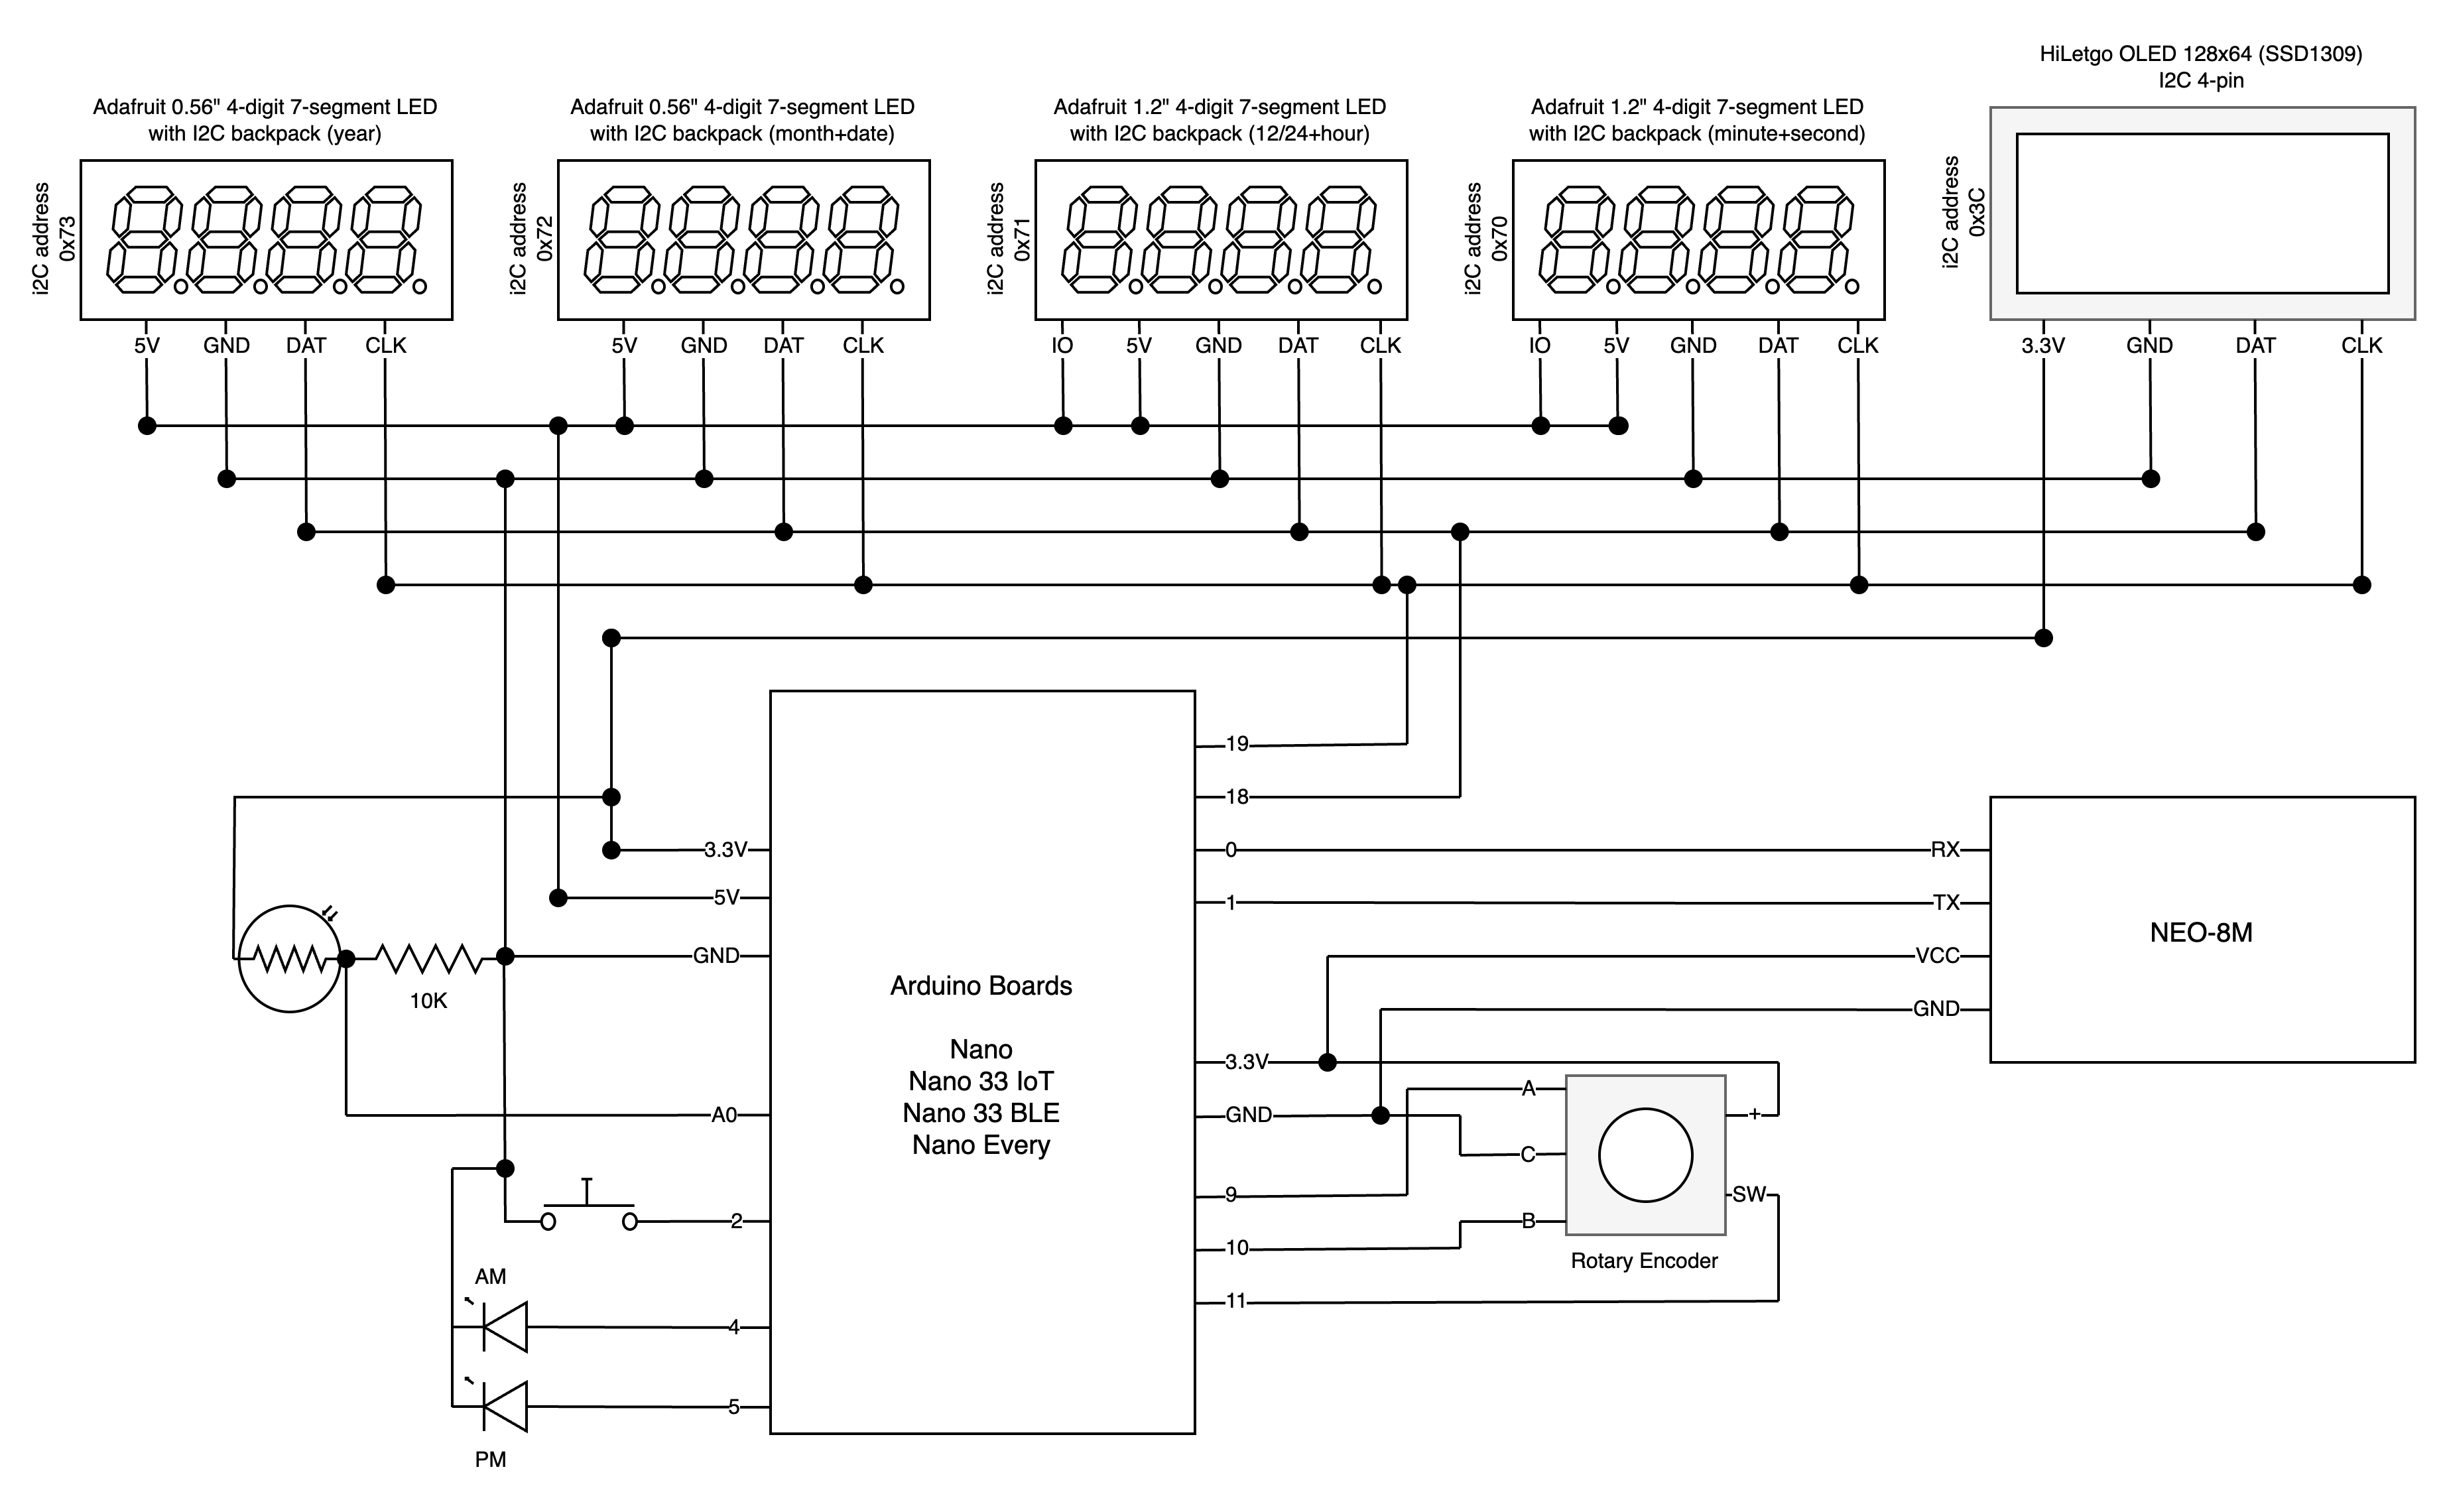 HiLetgo OLED 128x64 (SSD1309)
I2C 4-pin
Adafruit 0.56" 4-digit 7-segment LED
with I2C backpack (year)
Adafruit 0.56" 4-digit 7-segment LED
with I2C backpack (month+date)
Adafruit 1.2" 4-digit 7-segment LED
with I2C backpack (12/24+hour)
Adafruit 1.2" 4-digit 7-segment LED
with I2C backpack (minute+second)
i2C address
0x73
i2C address
0x72
i2C address
0x71
i2C address
0x70
i2C address
0x3C
5V GND DAT CLK
5V GND DAT CLK
IO 5V GND DAT CLK
IO 5V GND DAT CLK
3.3V GND DAT CLK
19
18
3.3V
0
RX
5V
1
TX
GND
VCC
GND
NEO-8M
10K
Arduino Boards
Nano
Nano 33 IoT
Nano 33 BLE
Nano Every
3.3V
A
A0
GND
+
C
9
SW
2
B
10
Rotary Encoder
AM
11
4
5
PM